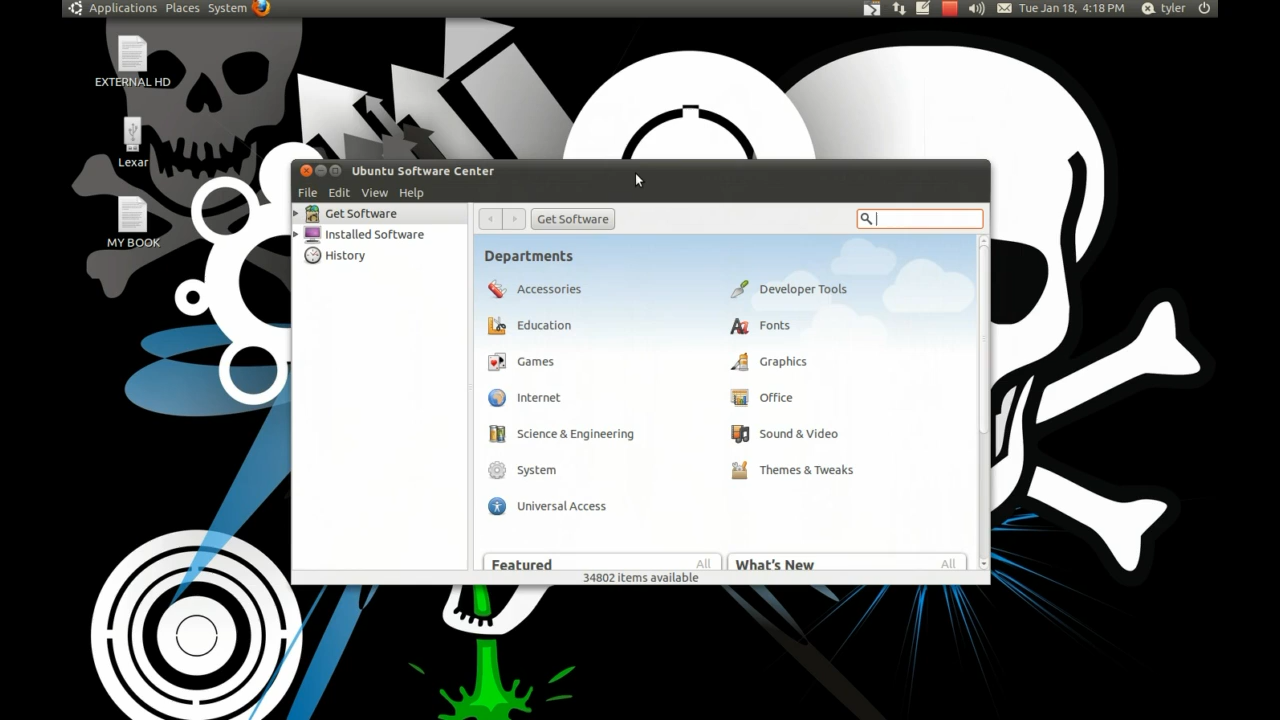 Applications Places System
Tue Jan 18, 4:18 PM tyler
EXTERNAL HD
Lexar
MY BOOK
Ubuntu Software Center
File Edit View Help
Get Software
Installed Software
History
Get Software
Departments
Accessories
Developer Tools
Education
Fonts
Games
Graphics
Internet
Office
Science & Engineering
Sound & Video
System
Themes & Tweaks
Universal Access
Featured All
What's New All
34802 items available